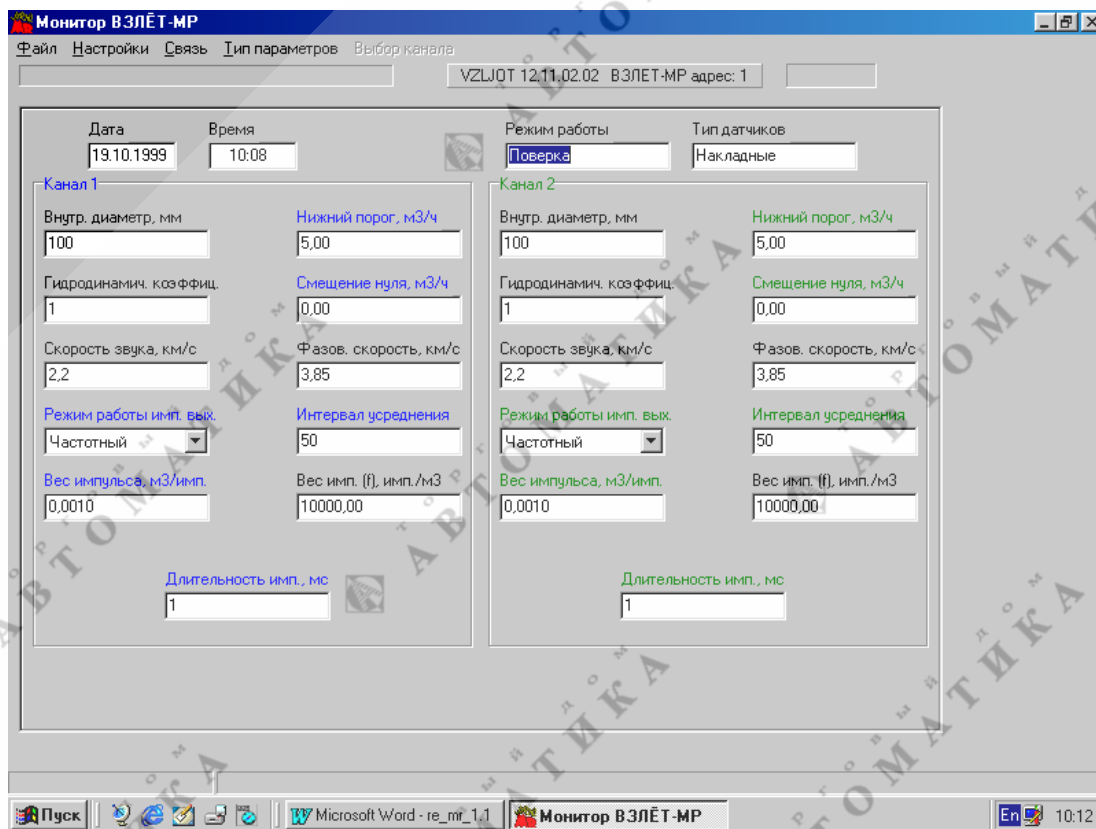 Монитор ВЗЛЁТ-МР
Файл Настройки Связь Тип параметров Выбор канала
VZLJOT 12.11.02.02 ВЗЛЕТ-МР адрес: 1
Дата Время Режим работы Тип датчиков
19.10.1999 10:08 Поверка Накладные
Канал 1 Канал 2
Внутр. диаметр, мм Нижний порог, м3/ч Внутр. диаметр, мм Нижний порог, м3/ч
100 5,00 100 5,00
Гидродинамич. коэффиц. Смещение нуля, м3/ч Гидродинамич. коэффиц. Смещение нуля, м3/ч
1 0,00 1 0,00
Скорость звука, км/с Фазов. скорость, км/с Скорость звука, км/с Фазов. скорость, км/с
2,2 3,85 2,2 3,85
Режим работы имп. вых. Интервал усреднения Режим работы имп. вых. Интервал усреднения
Частотный 50 Частотный 50
Вес импульса, м3/имп. Вес имп. (f), имп./м3 Вес импульса, м3/имп. Вес имп. (f), имп./м3
0,0010 10000,00 0,0010 10000,00
Длительность имп., мс Длительность имп., мс
1 1
Пуск Microsoft Word - re_mr_1.1 Монитор ВЗЛЁТ-МР En 10:12